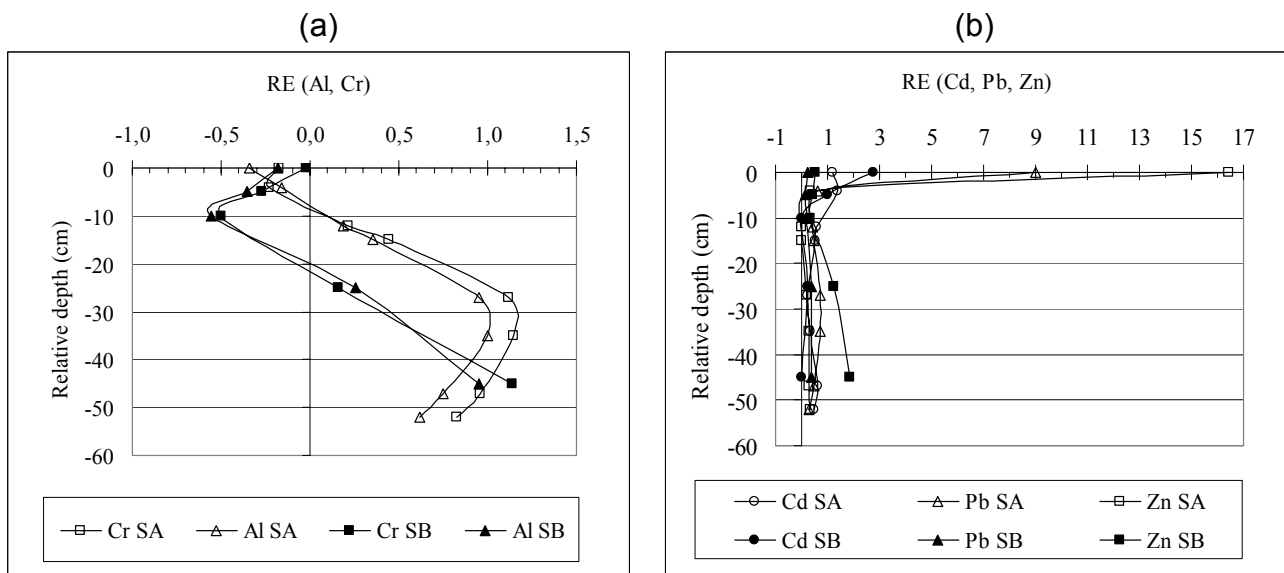 (a)
RE (Al, Cr)
-1,0 -0,5 0,0 0,5 1,0 1,5
0
-10
-20
-30
-40
-50
-60
Relative depth (cm)
Cr SA Al SA Cr SB Al SB
(b)
RE (Cd, Pb, Zn)
-1 1 3 5 7 9 11 13 15 17
0
-10
-20
-30
-40
-50
-60
Relative depth (cm)
Cd SA Pb SA Zn SA
Cd SB Pb SB Zn SB